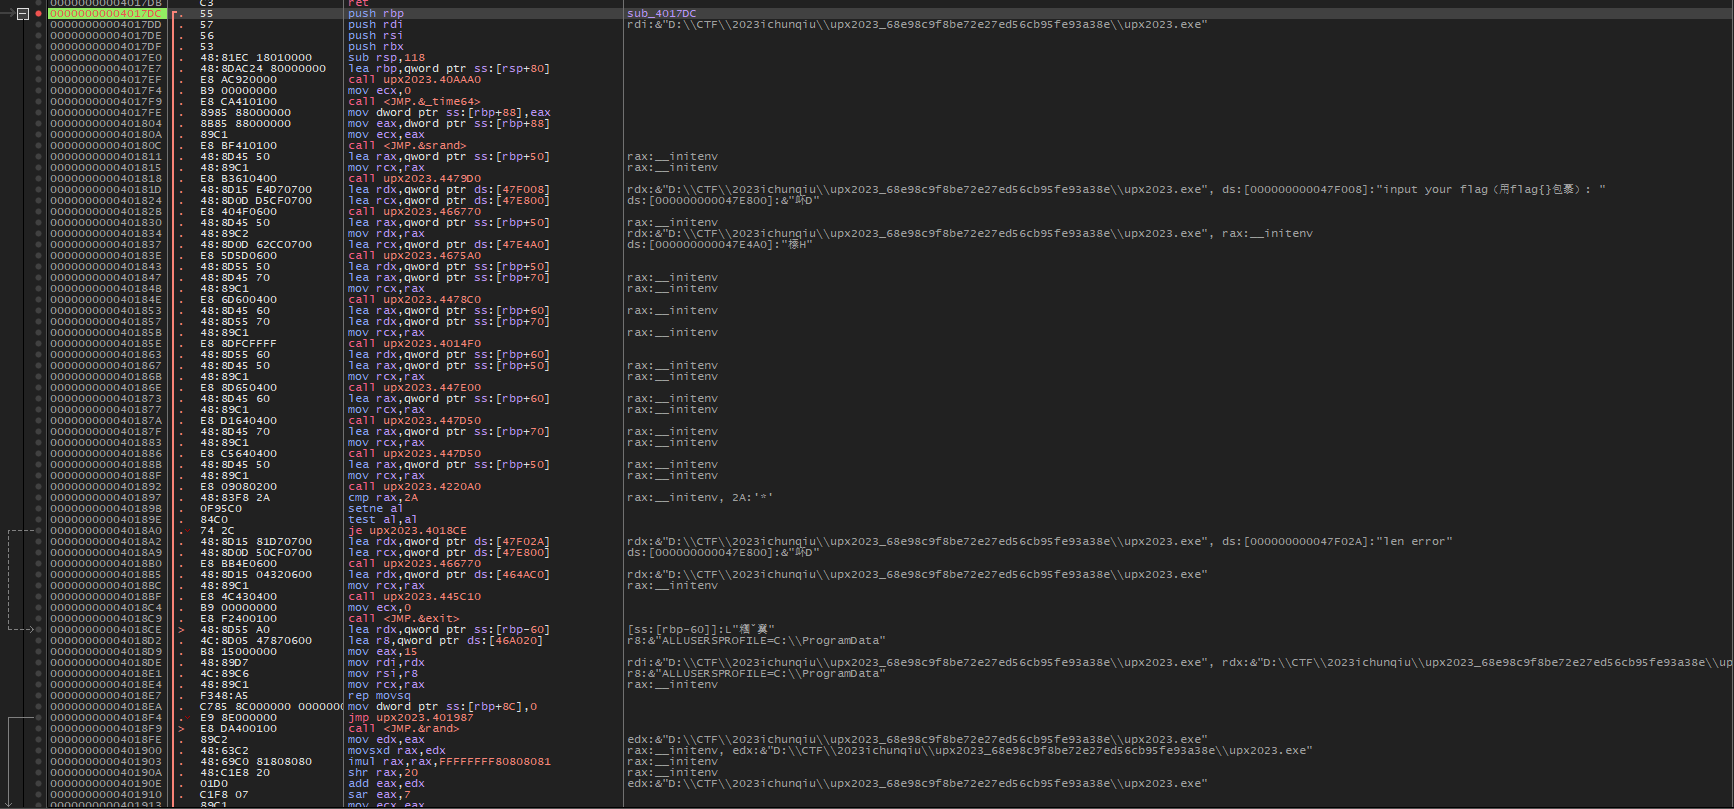 00000000004017DB C3 ret
00000000004017DC 55 push rbp sub_4017DC
00000000004017DD 57 push rdi rdi:&"D:\\CTF\\2023ichunqiu\\upx2023_68e98c9f8be72e27ed56cb95fe93a38e\\upx2023.exe"
00000000004017DE 56 push rsi
00000000004017DF 53 push rbx
00000000004017E0 48:81EC 18010000 sub rsp,118
00000000004017E7 48:8DAC24 80000000 lea rbp,qword ptr ss:[rsp+80]
00000000004017EF E8 AC920000 call upx2023.40AAA0
00000000004017F4 B9 00000000 mov ecx,0
00000000004017F9 E8 CA410100 call <JMP.&_time64>
00000000004017FE 8985 88000000 mov dword ptr ss:[rbp+88],eax
0000000000401804 8B85 88000000 mov eax,dword ptr ss:[rbp+88]
000000000040180A 89C1 mov ecx,eax
000000000040180C E8 BF410100 call <JMP.&srand>
0000000000401811 48:8D45 50 lea rax,qword ptr ss:[rbp+50] rax:__initenv
0000000000401815 48:89C1 mov rcx,rax rax:__initenv
0000000000401818 E8 B3610400 call upx2023.4479D0
000000000040181D 48:8D15 E4D70700 lea rdx,qword ptr ds:[47F008] rdx:&"D:\\CTF\\2023ichunqiu\\upx2023_68e98c9f8be72e27ed56cb95fe93a38e\\upx2023.exe", ds:[000000000047F008]:"input your flag（用flag{}包裹）: "
0000000000401824 48:8D0D D5CF0700 lea rcx,qword ptr ds:[47E800] ds:[000000000047E800]:&"D"
000000000040182B E8 404F0600 call upx2023.466770
0000000000401830 48:8D45 50 lea rax,qword ptr ss:[rbp+50] rax:__initenv
0000000000401834 48:89C2 mov rdx,rax rdx:&"D:\\CTF\\2023ichunqiu\\upx2023_68e98c9f8be72e27ed56cb95fe93a38e\\upx2023.exe", rax:__initenv
0000000000401837 48:8D0D 62CC0700 lea rcx,qword ptr ds:[47E4A0] ds:[000000000047E4A0]:"H"
000000000040183E E8 5D5D0600 call upx2023.4675A0
0000000000401843 48:8D55 50 lea rdx,qword ptr ss:[rbp+50]
0000000000401847 48:8D45 70 lea rax,qword ptr ss:[rbp+70] rax:__initenv
000000000040184B 48:89C1 mov rcx,rax rax:__initenv
000000000040184E E8 6D600400 call upx2023.4478C0
0000000000401853 48:8D45 60 lea rax,qword ptr ss:[rbp+60] rax:__initenv
0000000000401857 48:8D55 70 lea rdx,qword ptr ss:[rbp+70]
000000000040185B 48:89C1 mov rcx,rax rax:__initenv
000000000040185E E8 8DFCFFFF call upx2023.4014F0
0000000000401863 48:8D55 60 lea rdx,qword ptr ss:[rbp+60]
0000000000401867 48:8D45 50 lea rax,qword ptr ss:[rbp+50] rax:__initenv
000000000040186B 48:89C1 mov rcx,rax rax:__initenv
000000000040186E E8 8D650400 call upx2023.447E00
0000000000401873 48:8D45 60 lea rax,qword ptr ss:[rbp+60] rax:__initenv
0000000000401877 48:89C1 mov rcx,rax rax:__initenv
000000000040187A E8 D1640400 call upx2023.447D50
000000000040187F 48:8D45 70 lea rax,qword ptr ss:[rbp+70] rax:__initenv
0000000000401883 48:89C1 mov rcx,rax rax:__initenv
0000000000401886 E8 C5640400 call upx2023.447D50
000000000040188B 48:8D45 50 lea rax,qword ptr ss:[rbp+50] rax:__initenv
000000000040188F 48:89C1 mov rcx,rax rax:__initenv
0000000000401892 E8 09080200 call upx2023.4220A0
0000000000401897 48:83F8 2A cmp rax,2A rax:__initenv, 2A:'*'
000000000040189B 0F95C0 setne al
000000000040189E 84C0 test al,al
00000000004018A0 74 2C je upx2023.4018CE
00000000004018A2 48:8D15 81D70700 lea rdx,qword ptr ds:[47F02A] rdx:&"D:\\CTF\\2023ichunqiu\\upx2023_68e98c9f8be72e27ed56cb95fe93a38e\\upx2023.exe", ds:[000000000047F02A]:"len error"
00000000004018A9 48:8D0D 50CF0700 lea rcx,qword ptr ds:[47E800] ds:[000000000047E800]:&"D"
00000000004018B0 E8 BB4E0600 call upx2023.466770
00000000004018B5 48:8D15 04320600 lea rdx,qword ptr ds:[464AC0] rdx:&"D:\\CTF\\2023ichunqiu\\upx2023_68e98c9f8be72e27ed56cb95fe93a38e\\upx2023.exe"
00000000004018BC 48:89C1 mov rcx,rax rax:__initenv
00000000004018BF E8 4C430400 call upx2023.445C10
00000000004018C4 B9 00000000 mov ecx,0
00000000004018C9 E8 F2400100 call <JMP.&exit>
00000000004018CE > 48:8D55 A0 lea rdx,qword ptr ss:[rbp-60] [ss:[rbp-60]]:L"
00000000004018D2 4C:8D05 47870600 lea r8,qword ptr ds:[46A020] r8:&"ALLUSERSPROFILE=C:\\ProgramData"
00000000004018D9 B8 15000000 mov eax,15
00000000004018DE 48:89D7 mov rdi,rdx rdi:&"D:\\CTF\\2023ichunqiu\\upx2023_68e98c9f8be72e27ed56cb95fe93a38e\\upx2023.exe", rdx:&"D:\\CTF\\2023ichunqiu\\upx2023_68e98c9f8be72e27ed56cb95fe93a38e\\up
00000000004018E1 4C:89C6 mov rsi,r8 r8:&"ALLUSERSPROFILE=C:\\ProgramData"
00000000004018E4 48:89C1 mov rcx,rax rax:__initenv
00000000004018E7 F348:A5 rep movsq
00000000004018EA C785 8C000000 0000000 mov dword ptr ss:[rbp+8C],0
00000000004018F4 E9 8E000000 jmp upx2023.401987
00000000004018F9 > E8 DA400100 call <JMP.&rand>
00000000004018FE 89C2 mov edx,eax edx:&"D:\\CTF\\2023ichunqiu\\upx2023_68e98c9f8be72e27ed56cb95fe93a38e\\upx2023.exe"
0000000000401900 48:63C2 movsxd rax,edx rax:__initenv, edx:&"D:\\CTF\\2023ichunqiu\\upx2023_68e98c9f8be72e27ed56cb95fe93a38e\\upx2023.exe"
0000000000401903 48:69C0 81808080 imul rax,rax,FFFFFFFF80808081 rax:__initenv
000000000040190A 48:C1E8 20 shr rax,20 rax:__initenv
000000000040190E 01D0 add eax,edx edx:&"D:\\CTF\\2023ichunqiu\\upx2023_68e98c9f8be72e27ed56cb95fe93a38e\\upx2023.exe"
0000000000401910 C1F8 07 sar eax,7
0000000000401913 89C1 mov ecx,eax